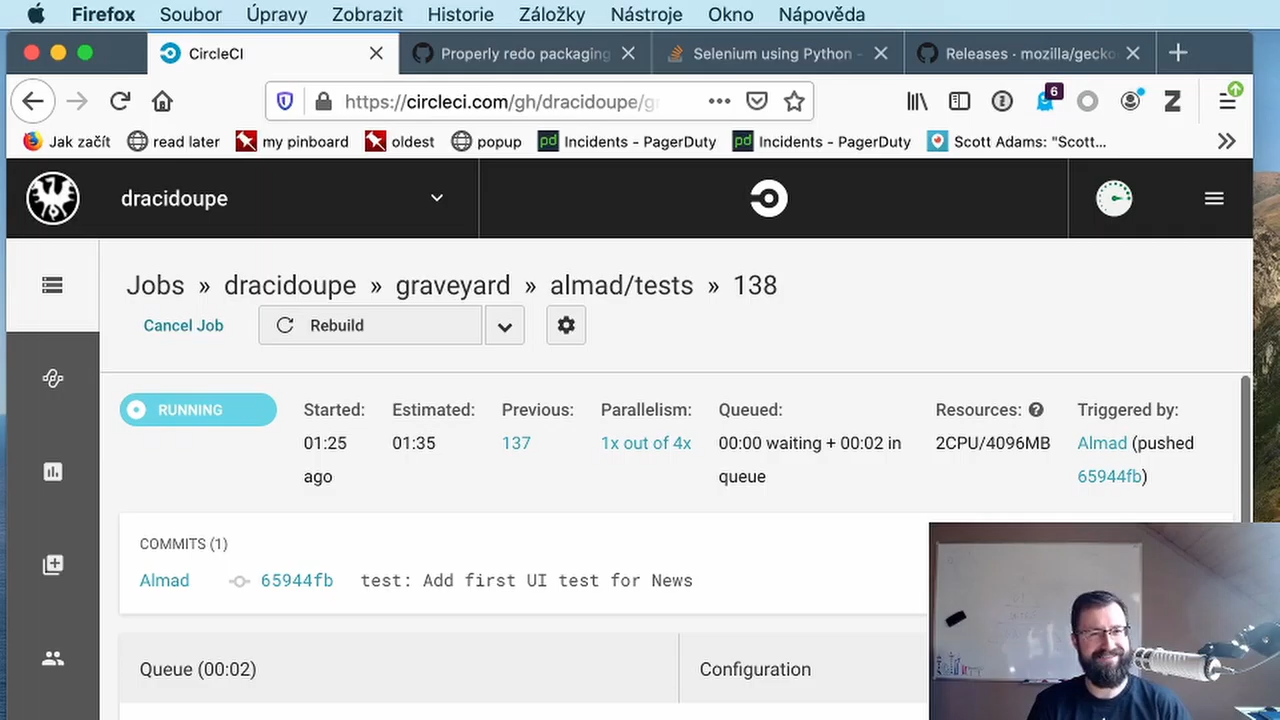 Firefox Soubor Úpravy Zobrazit Historie Záložky Nástroje Okno Nápověda
CircleCI Properly redo packaging Selenium using Python - Releases · mozilla/gecko
https://circleci.com/gh/dracidoupe/gr 6 Z
Jak začít read later my pinboard oldest popup pd Incidents - PagerDuty pd Incidents - PagerDuty Scott Adams: "Scott...
dracidoupe
Jobs » dracidoupe » graveyard » almad/tests » 138
Cancel Job Rebuild
RUNNING Started: Estimated: Previous: Parallelism: Queued: Resources: Triggered by:
01:25 01:35 137 1x out of 4x 00:00 waiting + 00:02 in 2CPU/4096MB Almad (pushed
ago queue 65944fb)
COMMITS (1)
Almad 65944fb test: Add first UI test for News
Queue (00:02) Configuration